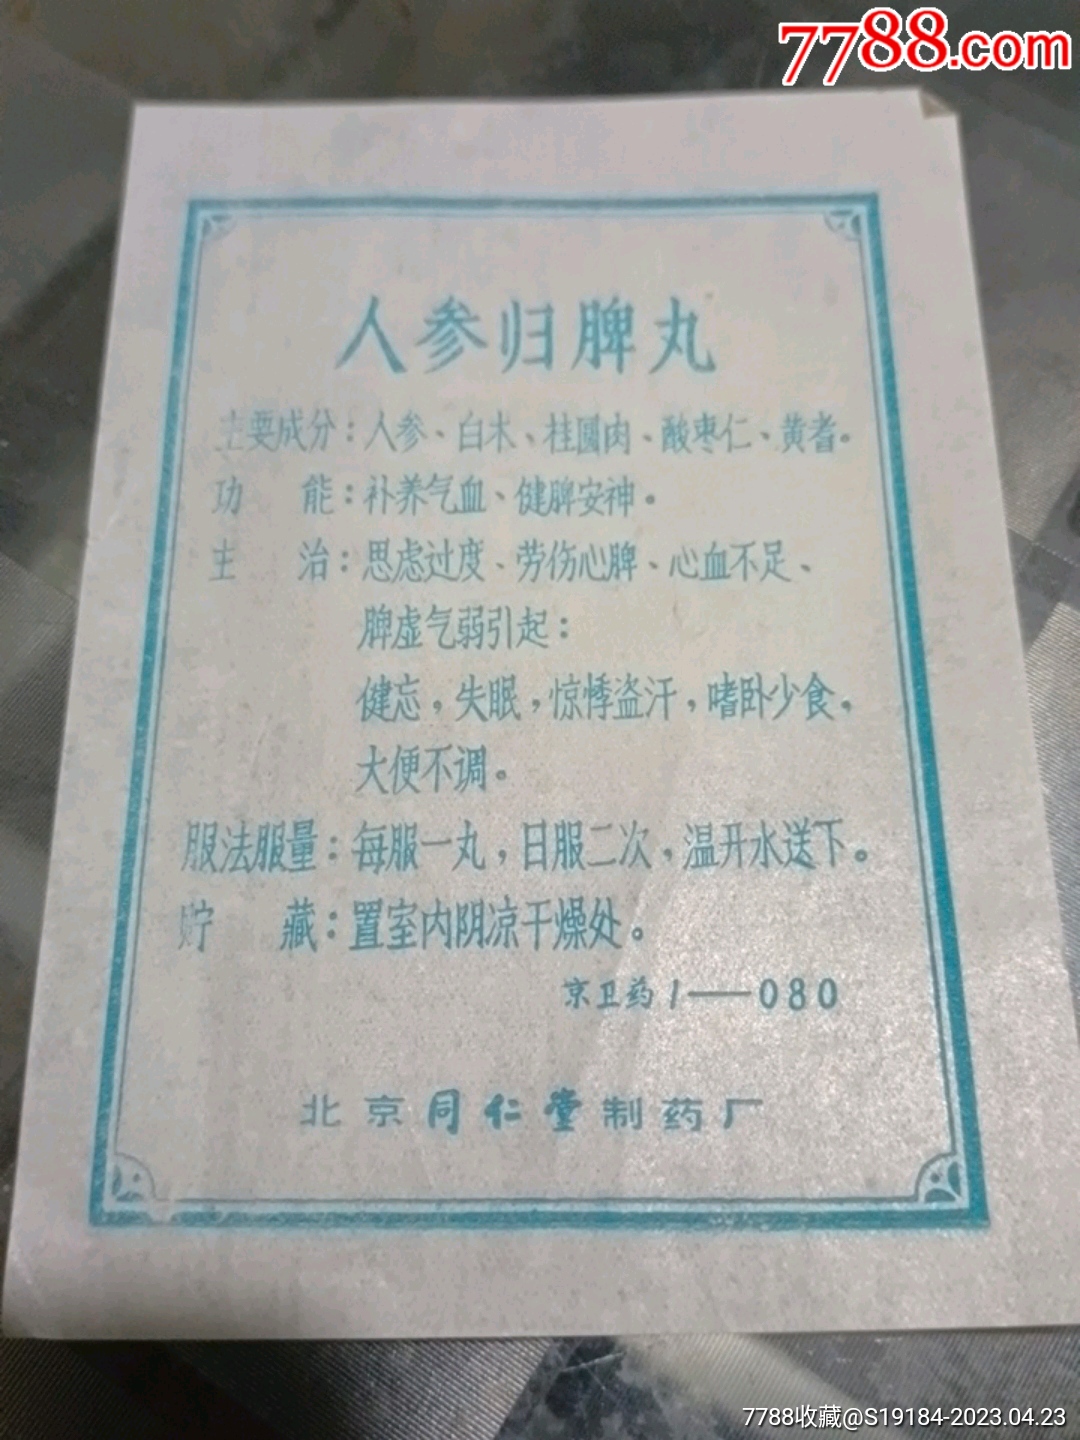 7788.com
人参归脾丸
主要成分：人参、白术、桂圆肉、酸枣仁、黄耆。
功　能：补养气血、健脾安神。
主　治：思虑过度、劳伤心脾、心血不足、
脾虚气弱引起：
健忘，失眠，惊悸盗汗，嗜卧少食，
大便不调。
服法服量：每服一丸，日服二次，温开水送下。
贮　藏：置室内阴凉干燥处。
京卫药1——080
北京同仁堂制药厂
7788收藏@S19184-2023.04.23